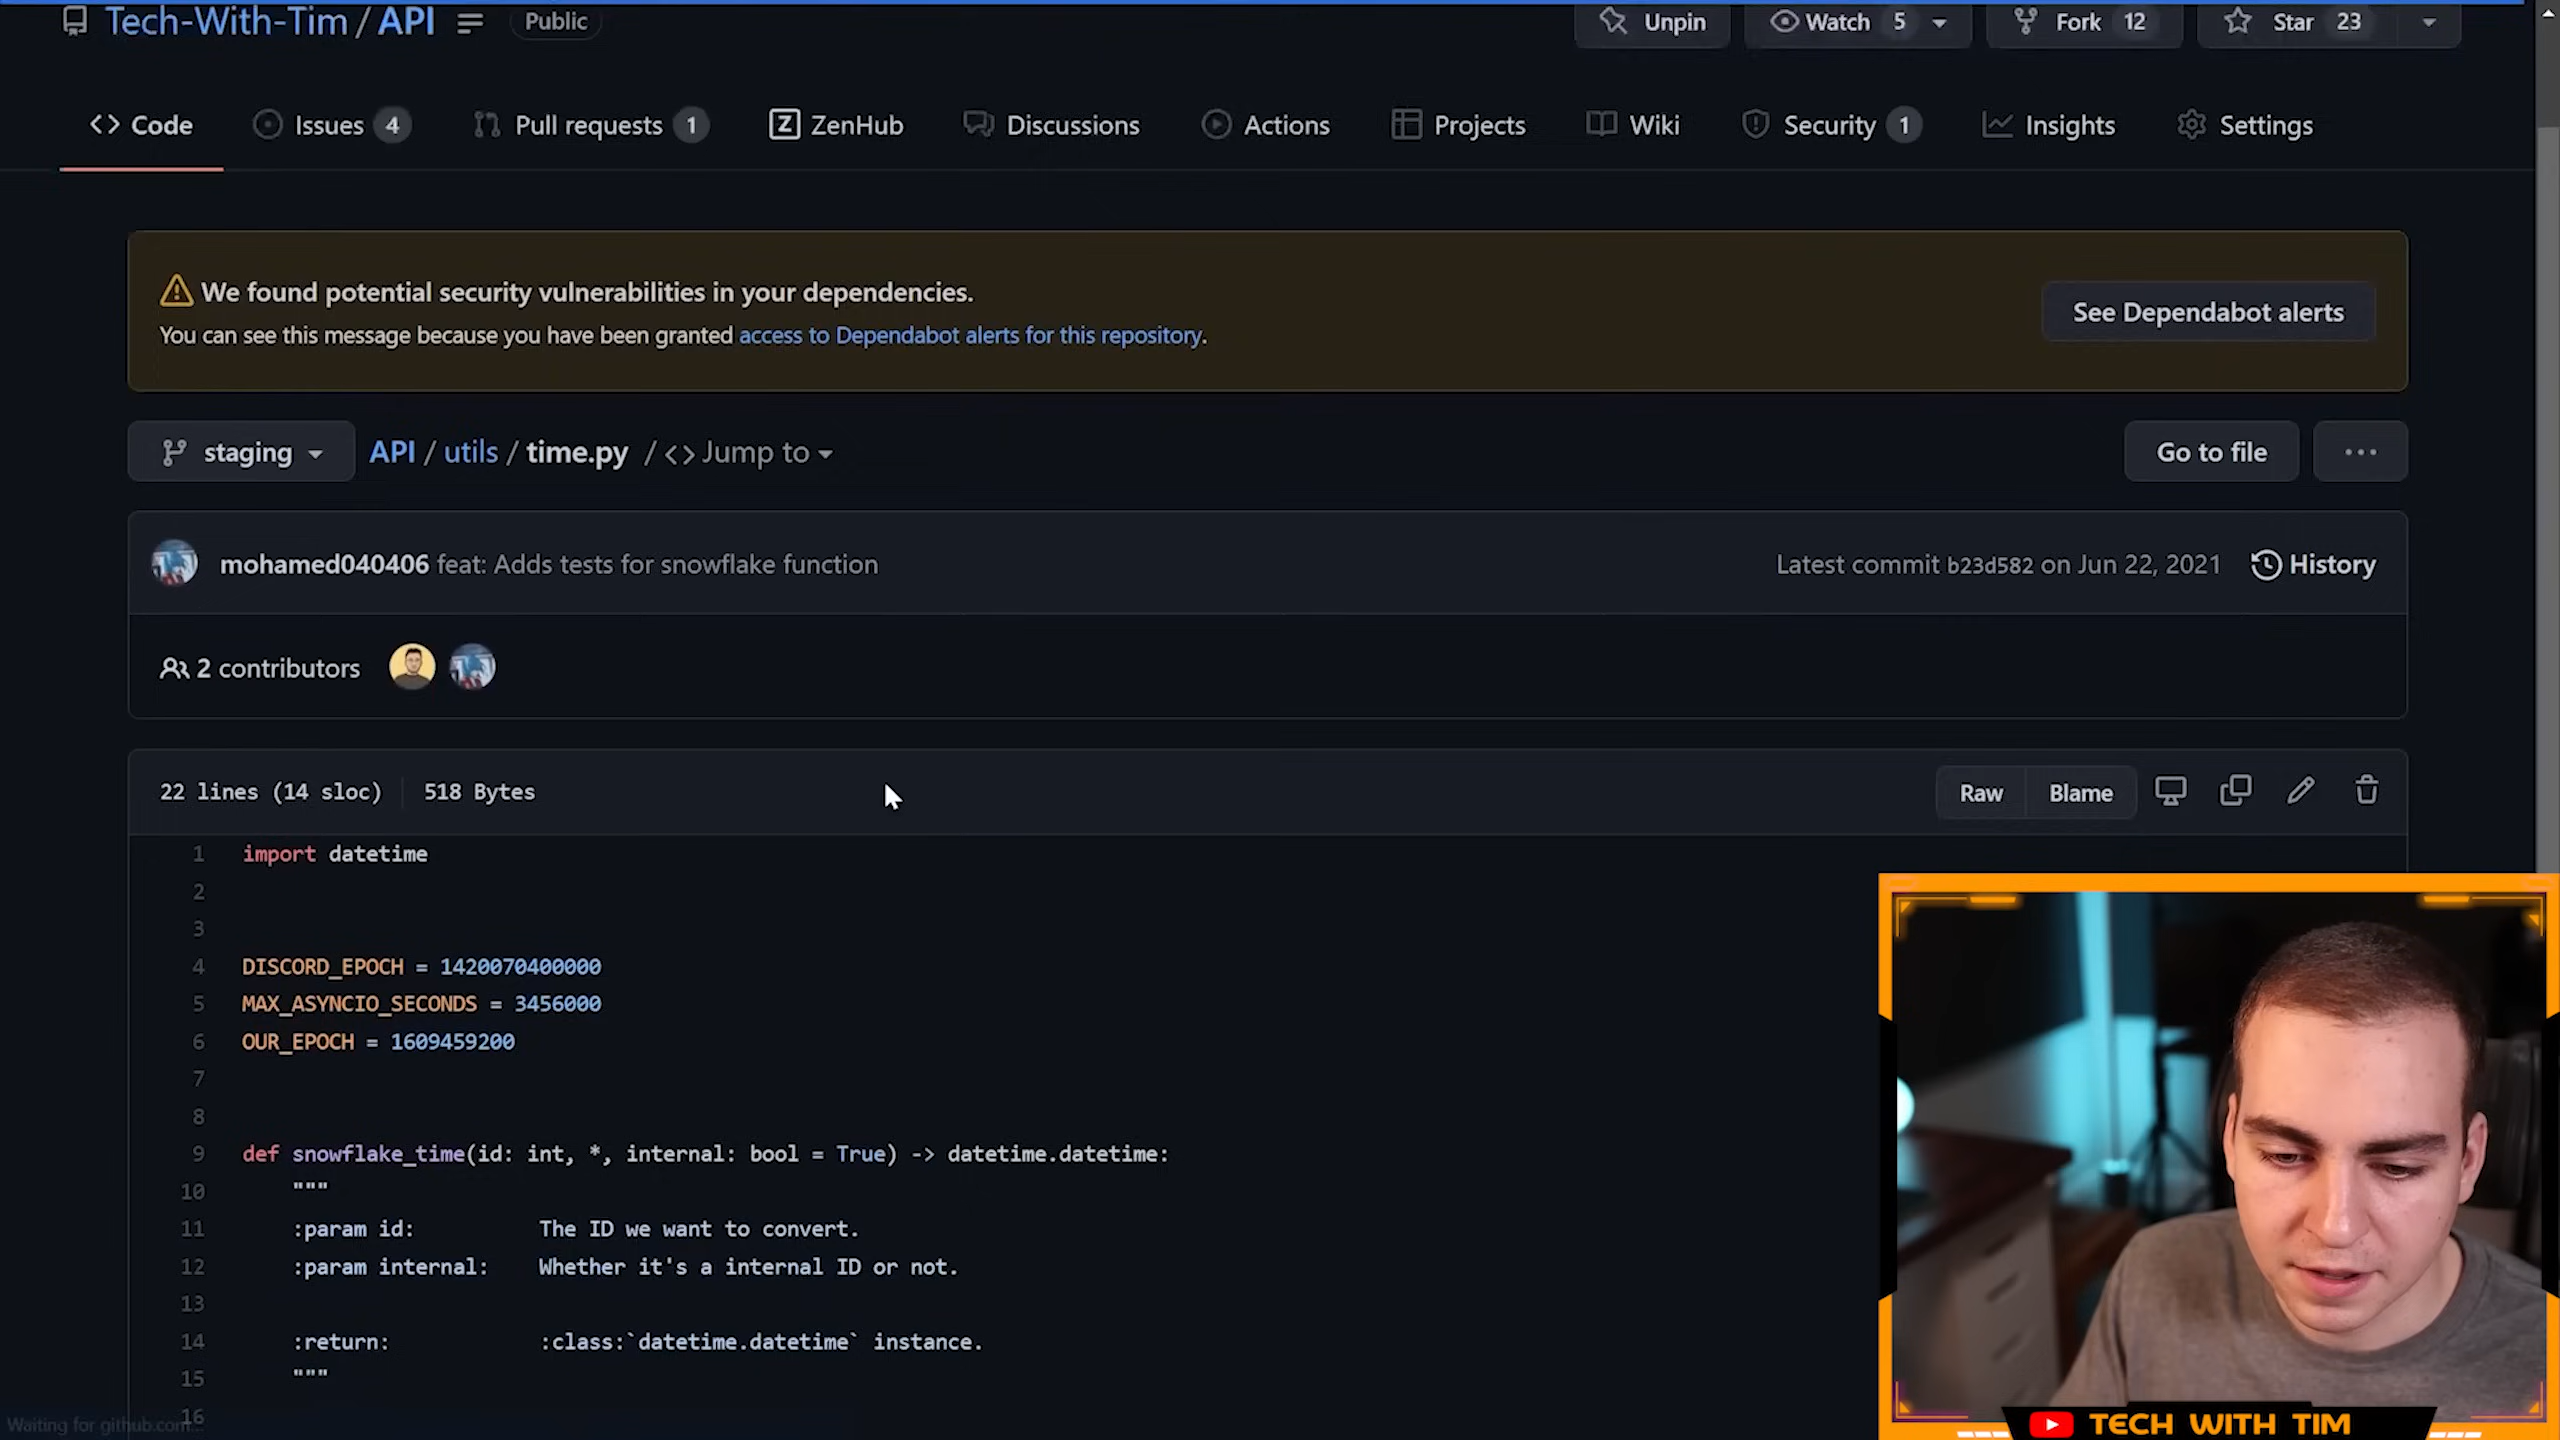 Tech-With-Tim / API Public Unpin Watch 5 Fork 12 Star 23
Code Issues 4 Pull requests 1 ZenHub Discussions Actions Projects Wiki Security 1 Insights Settings
We found potential security vulnerabilities in your dependencies.
You can see this message because you have been granted access to Dependabot alerts for this repository.
See Dependabot alerts
staging API / utils / time.py / <> Jump to Go to file ...
mohamed040406 feat: Adds tests for snowflake function Latest commit b23d582 on Jun 22, 2021 History
2 contributors
22 lines (14 sloc) 518 Bytes Raw Blame
1 import datetime
2
3
4 DISCORD_EPOCH = 1420070400000
5 MAX_ASYNCIO_SECONDS = 3456000
6 OUR_EPOCH = 1609459200
7
8
9 def snowflake_time(id: int, *, internal: bool = True) -> datetime.datetime:
10 """
11 :param id: The ID we want to convert.
12 :param internal: Whether it's a internal ID or not.
13
14 :return: :class:`datetime.datetime` instance.
15 """
16
Waiting for github.com...
TECH WITH TIM